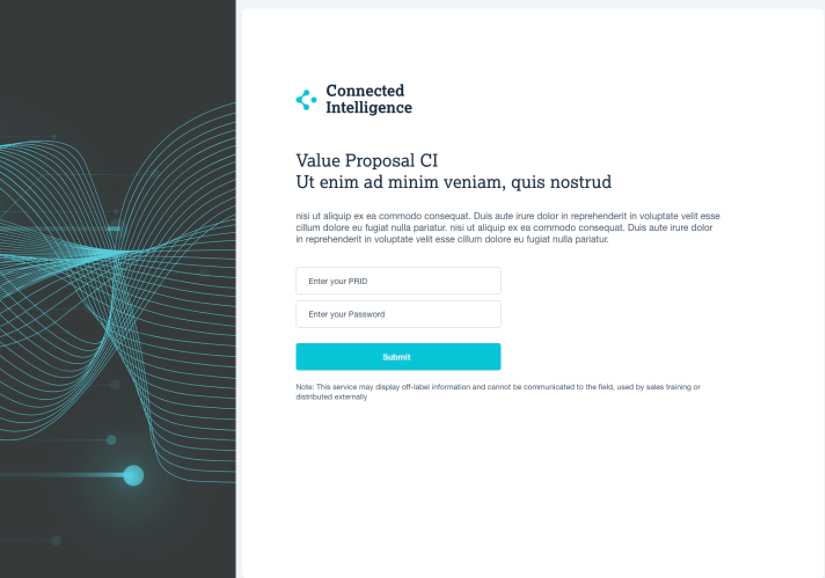 Connected
Intelligence
Value Proposal CI
Ut enim ad minim veniam, quis nostrud
nisi ut aliquip ex ea commodo consequat. Duis aute irure dolor in reprehenderit in voluptate velit esse
cillum dolore eu fugiat nulla pariatur. nisi ut aliquip ex ea commodo consequat. Duis aute irure dolor
in reprehenderit in voluptate velit esse cillum dolore eu fugiat nulla pariatur.
Enter your PRID
Enter your Password
Submit
Note: This service may display off-label information and cannot be communicated to the field, used by sales training or
distributed externally